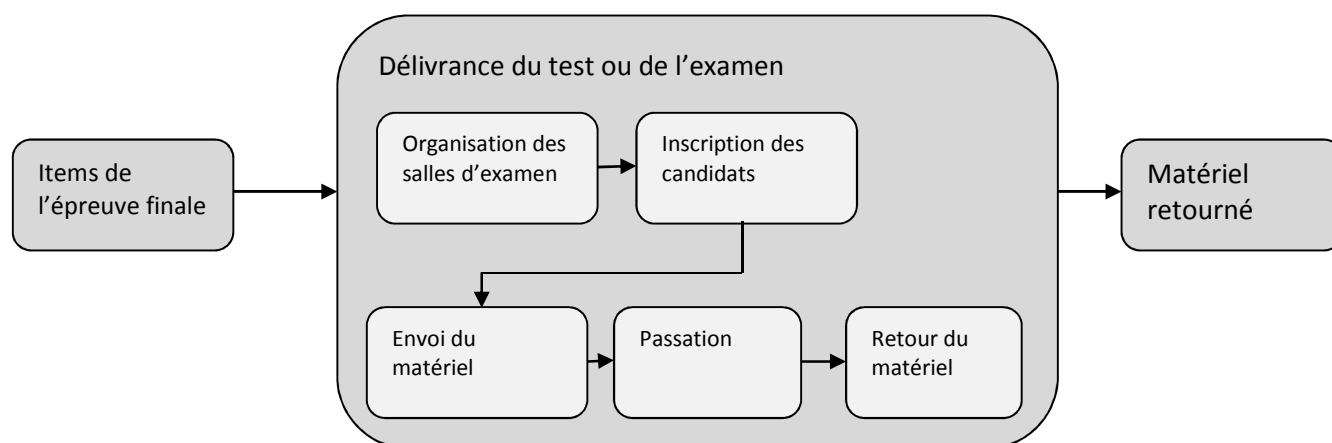 Délivrance du test ou de l’examen
Organisation des
salles d’examen
Inscription des
candidats
Items de
l’épreuve finale
Matériel
retourné
Envoi du
matériel
Passation
Retour du
matériel